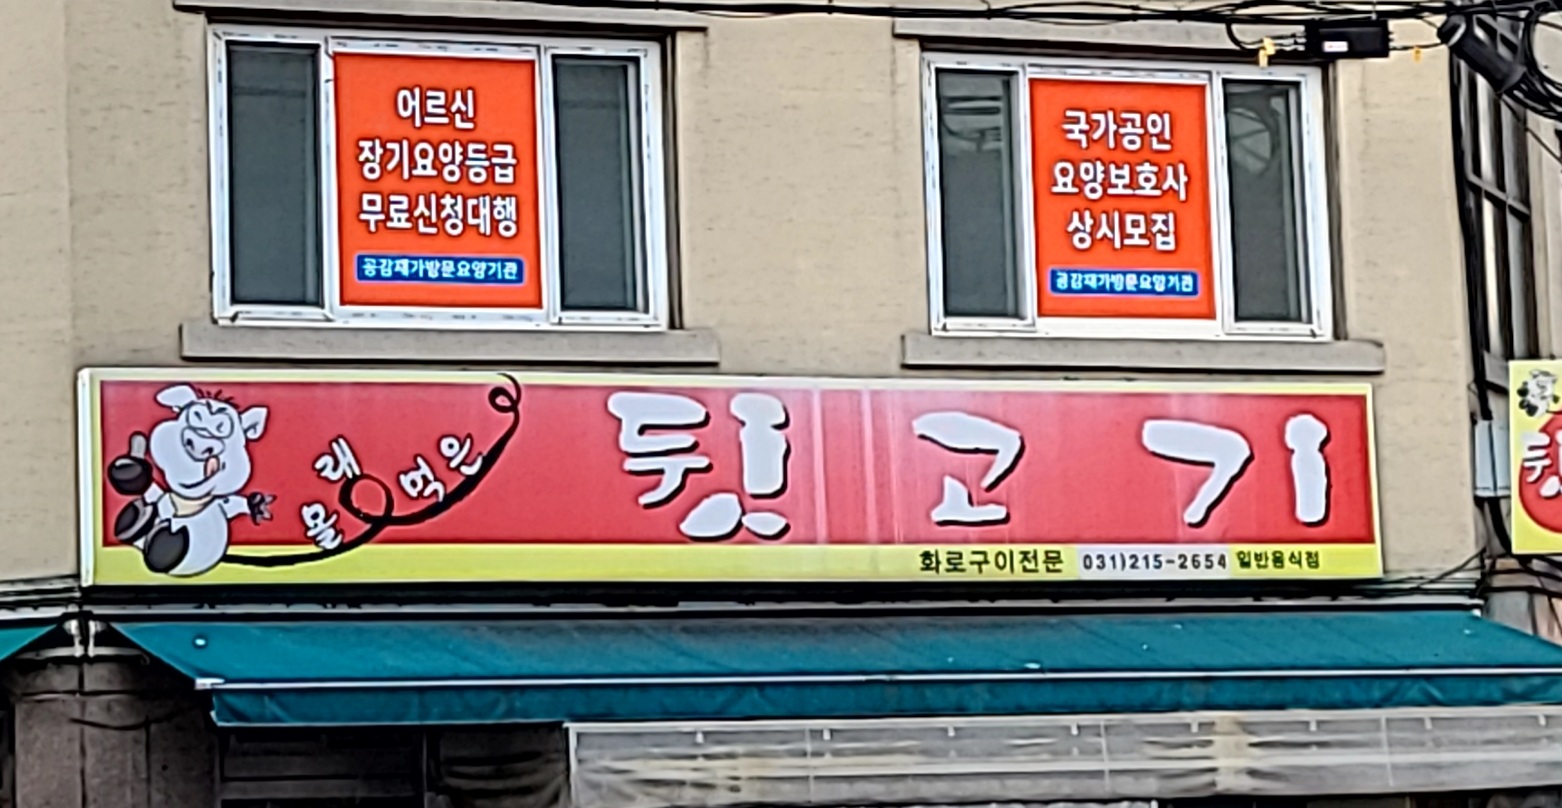 어르신
장기요양등급
무료신청대행
공감재가방문요양기관
국가공인
요양보호사
상시모집
공감재가방문요양기관
몰래 먹은
뒷고기
화로구이전문 031)215-2654 일반음식점